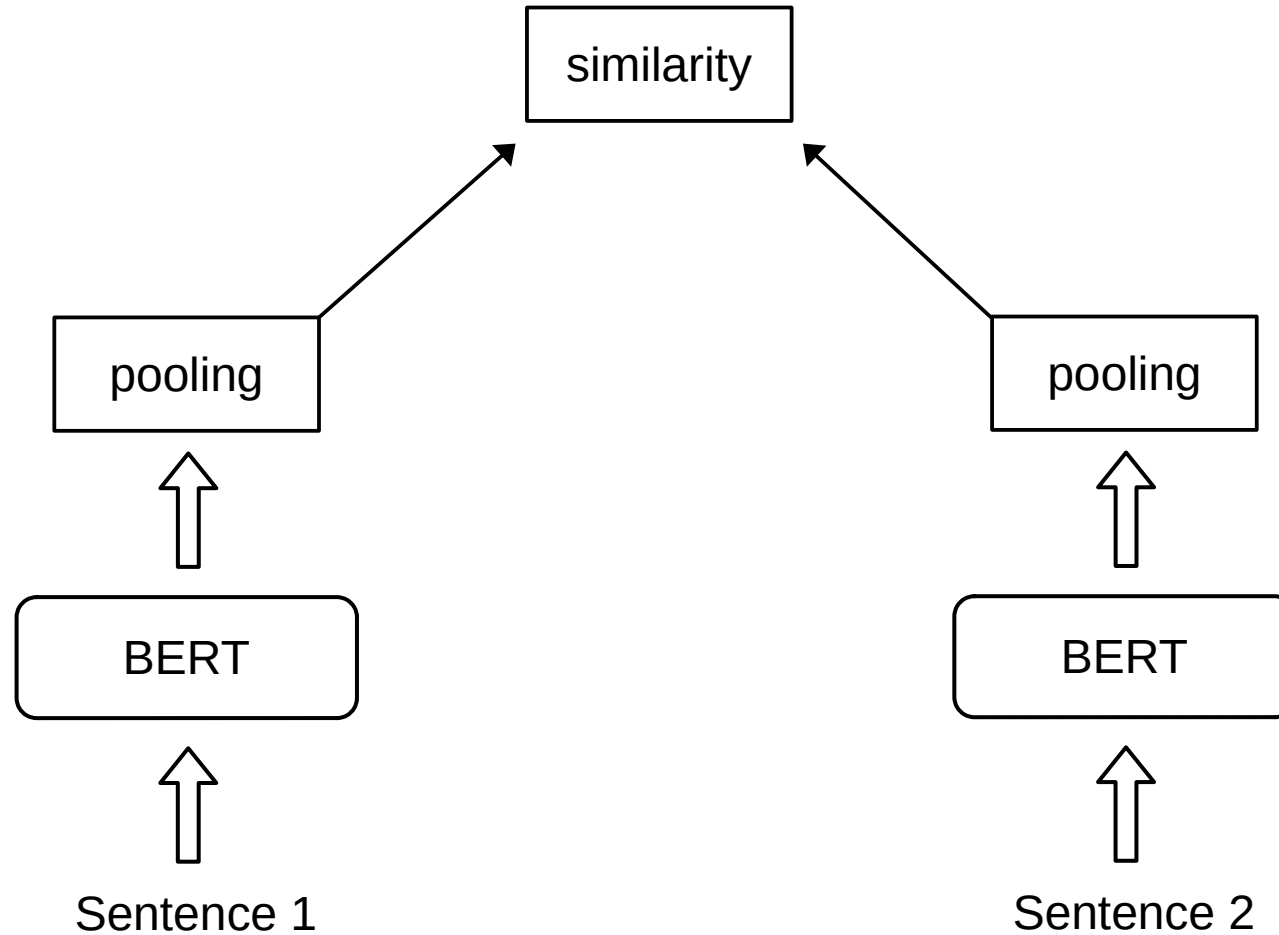 similarity
pooling
pooling
BERT
BERT
Sentence 1
Sentence 2